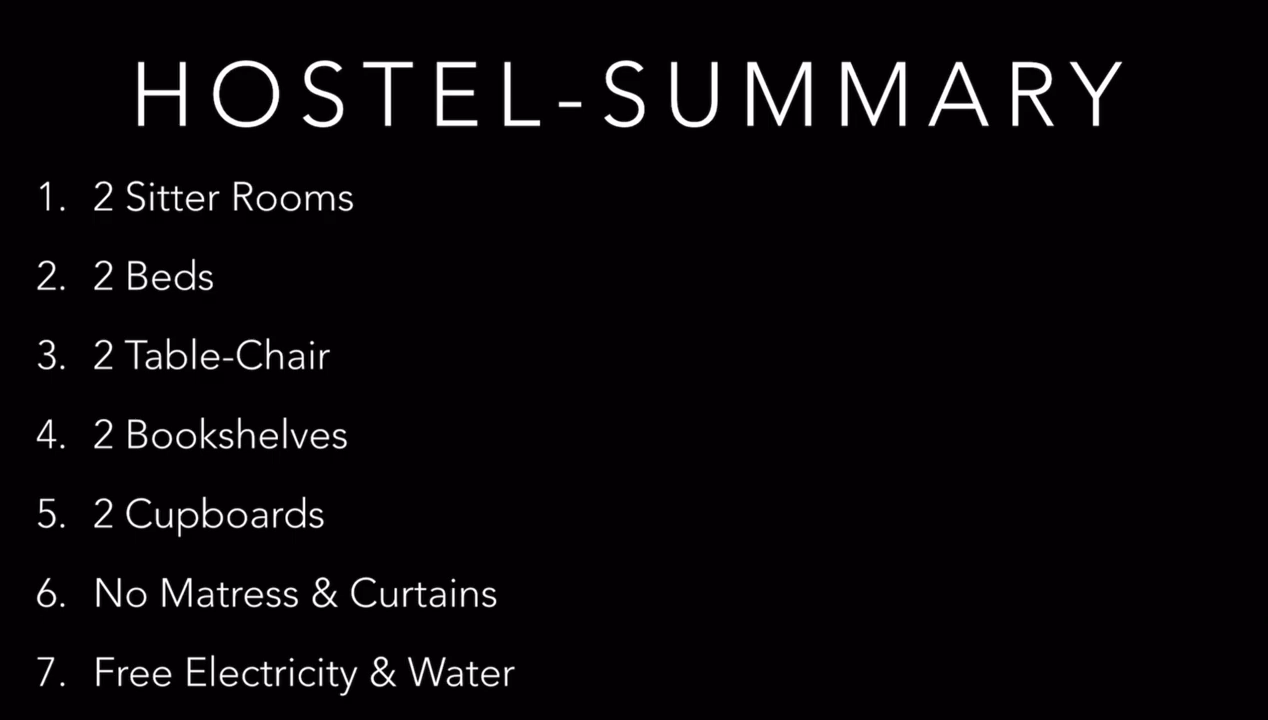 HOSTEL-SUMMARY
1. 2 Sitter Rooms
2. 2 Beds
3. 2 Table-Chair
4. 2 Bookshelves
5. 2 Cupboards
6. No Matress & Curtains
7. Free Electricity & Water